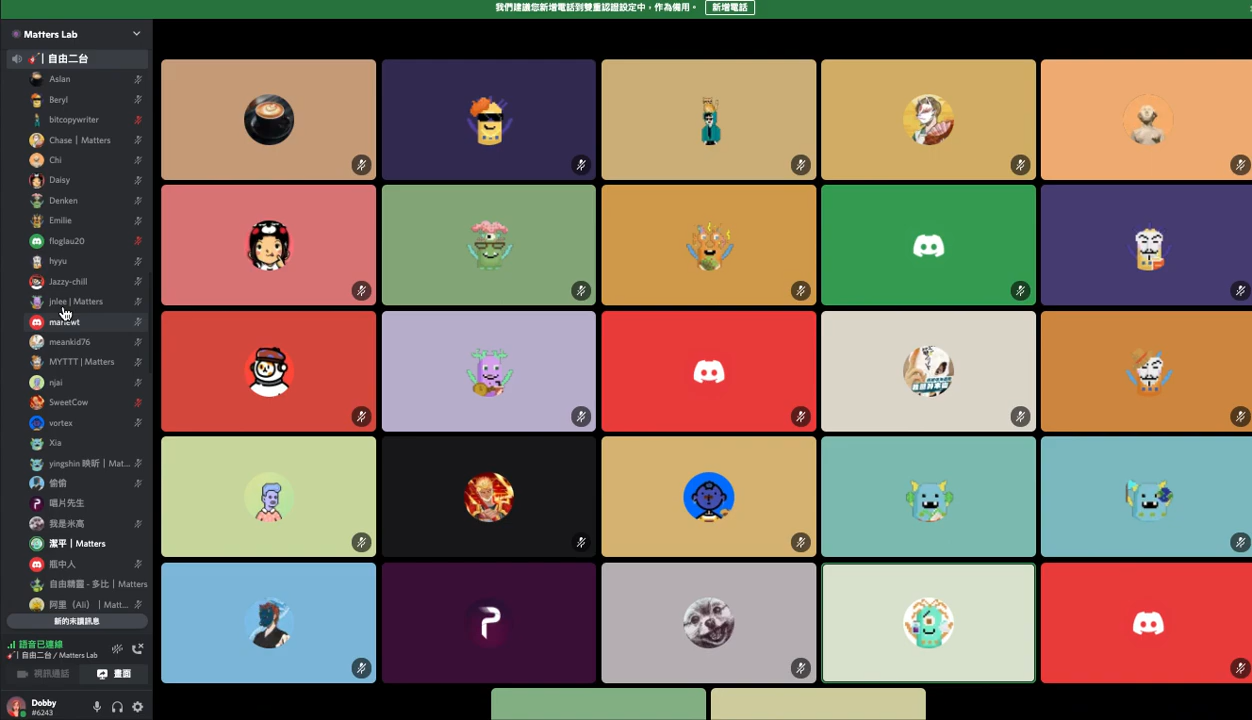 我們建議您新增電話到雙重認證設定中，作為備用。 新增電話
Matters Lab
自由二台
Aslan
Beryl
bitcopywriter
Chase | Matters
Chi
Daisy
Denken
Emilie
floglau20
hyyu
Jazzy-chill
jnlee | Matters
meankid76
MYTTT | Matters
njai
SweetCow
vortex
Xia
yingshin 映昕 | Mat...
偷偷
唱片先生
我是米高
潔平 | Matters
瓶中人
自由精靈 - 多比 | Matters
阿里（Ali） | Matt...
新的未讀訊息
語音已連線
自由二台 / Matters Lab
視訊通話 畫面
Dobby
#6243